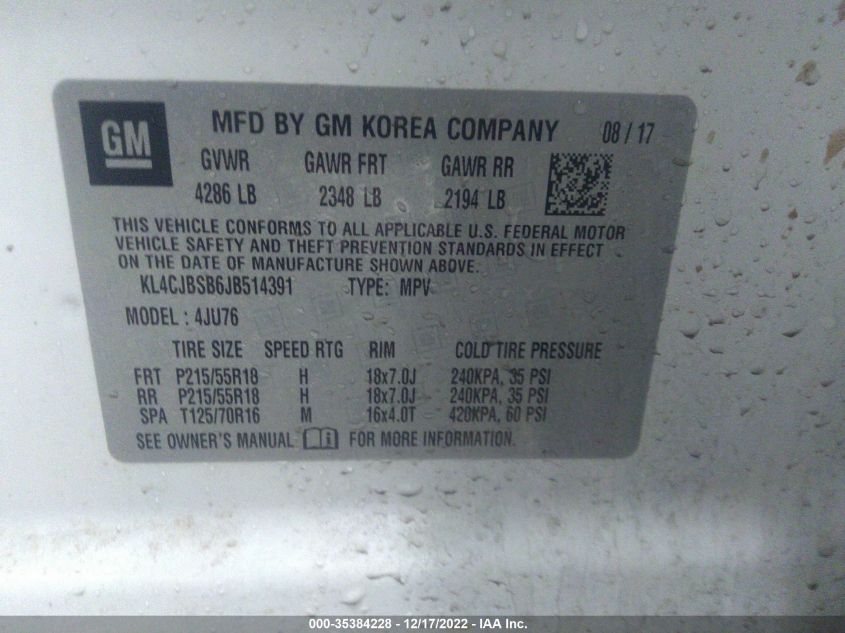 GM
MFD BY GM KOREA COMPANY 08 / 17
GVWR GAWR FRT GAWR RR
4286 LB 2348 LB 2194 LB
THIS VEHICLE CONFORMS TO ALL APPLICABLE U.S. FEDERAL MOTOR
VEHICLE SAFETY AND THEFT PREVENTION STANDARDS IN EFFECT
ON THE DATE OF MANUFACTURE SHOWN ABOVE.
KL4CJBSB6JB514391 TYPE: MPV
MODEL : 4JU76
TIRE SIZE SPEED RTG RIM COLD TIRE PRESSURE
FRT P215/55R18 H 18x7.0J 240KPA, 35 PSI
RR P215/55R18 H 18x7.0J 240KPA, 35 PSI
SPA T125/70R16 M 16x4.0T 420KPA, 60 PSI
SEE OWNER'S MANUAL FOR MORE INFORMATION.
000-35384228 - 12/17/2022 - IAA Inc.